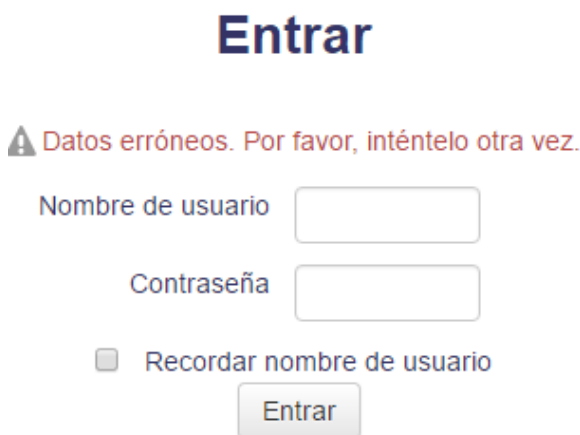 Entrar
Datos erróneos. Por favor, inténtelo otra vez.
Nombre de usuario
Contraseña
Recordar nombre de usuario
Entrar